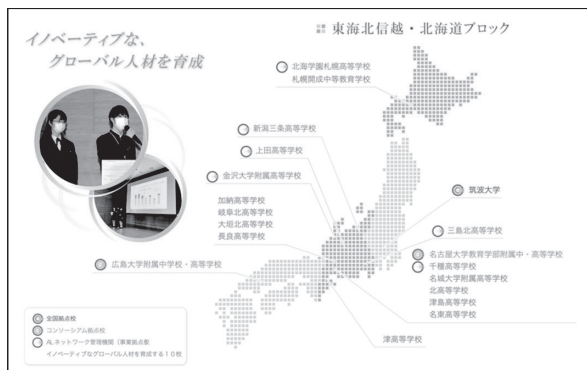 イノベーティブな、
グローバル人材を育成
東海北信越・北海道ブロック
北海学園札幌高等学校
札幌開成中等教育学校
新潟三条高等学校
上田高等学校
金沢大学附属高等学校
加納高等学校
岐阜北高等学校
大垣北高等学校
長良高等学校
広島大学附属中学校・高等学校
筑波大学
三島北高等学校
名古屋大学教育学部附属中・高等学校
千種高等学校
名城大学附属高等学校
北高等学校
津島高等学校
名東高等学校
津高等学校
全国拠点校
コンソーシアム拠点校
ALネットワーク管理機関（事業拠点校
イノベーティブなグローバル人材を育成する10校